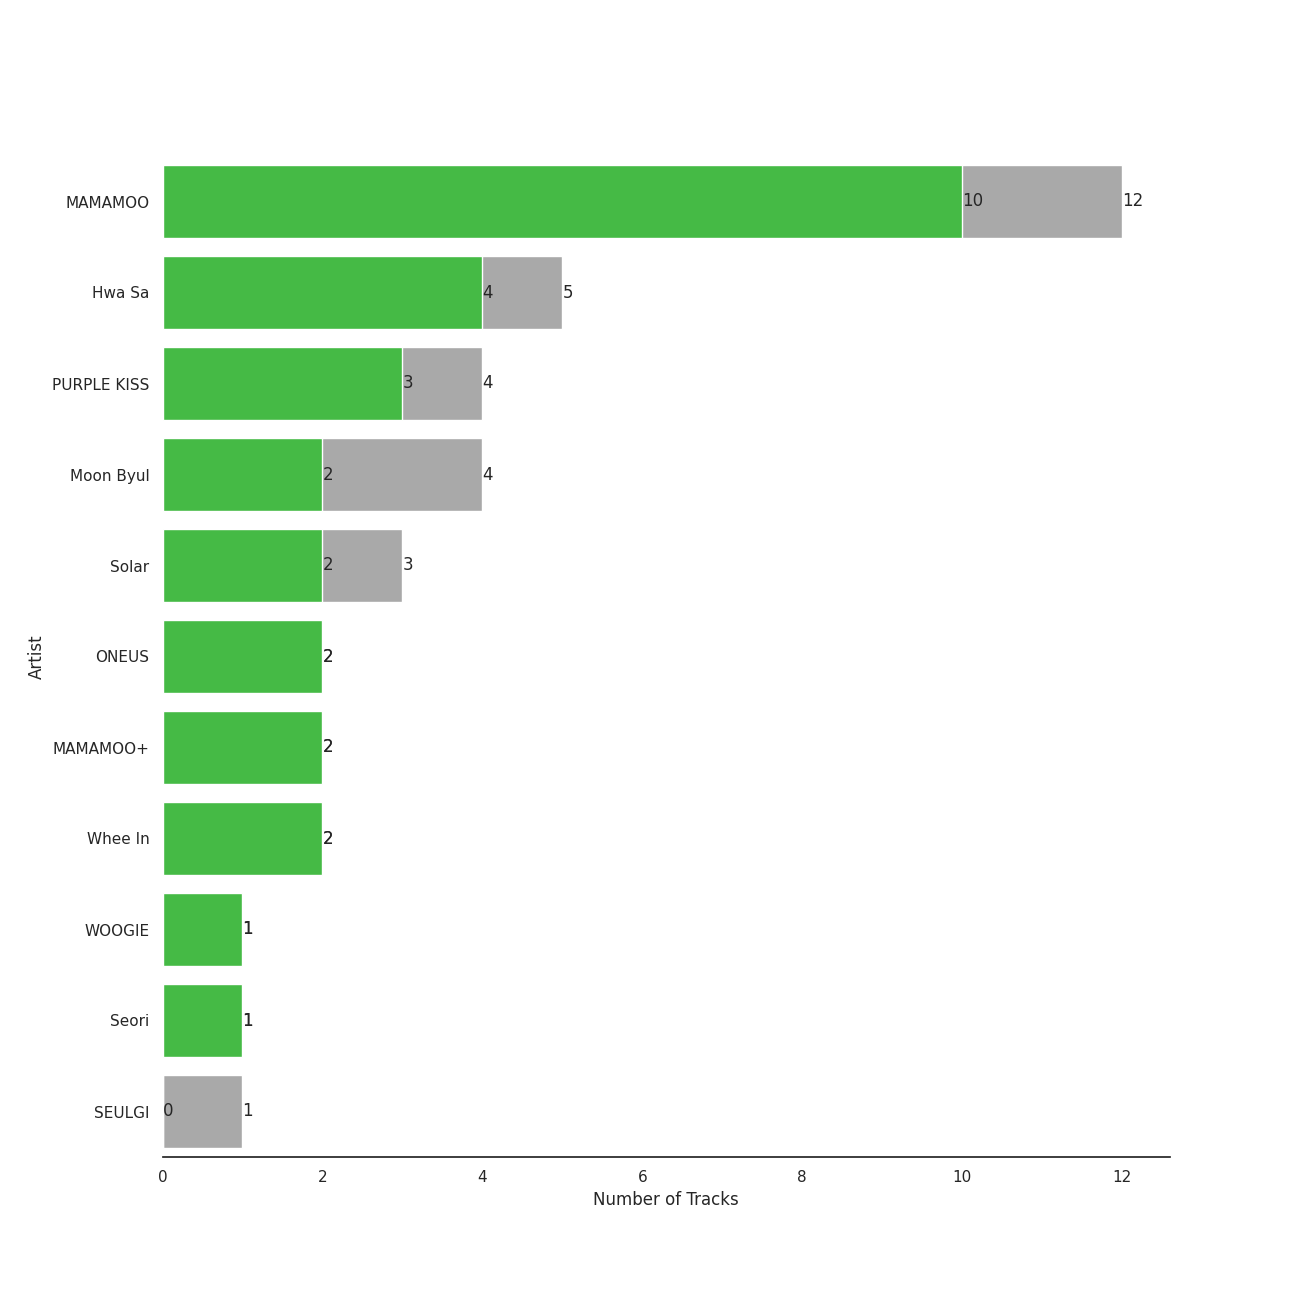 MAMAMOO 10 12
Hwa Sa 4 5
PURPLE KISS 3 4
Moon Byul 2 4
Solar 2 3
ONEUS 2
MAMAMOO+ 2
Whee In 2
WOOGIE 1
Seori 1
SEULGI 0 1
Artist
0 2 4 6 8 10 12
Number of Tracks